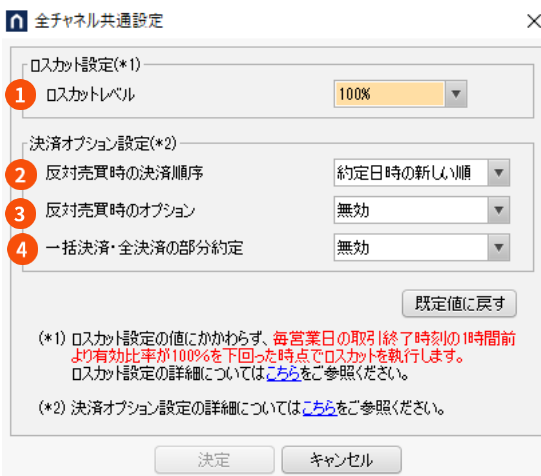 全チャネル共通設定
ロスカット設定(*1)
1 ロスカットレベル 100%
決済オプション設定(*2)
2 反対売買時の決済順序 約定日時の新しい順
3 反対売買時のオプション 無効
4 一括決済・全決済の部分約定 無効
既定値に戻す
(*1) ロスカット設定の値にかかわらず、毎営業日の取引終了時刻の1時間前
より有効比率が100%を下回った時点でロスカットを執行します。
ロスカット設定の詳細についてはこちらをご参照ください。
(*2) 決済オプション設定の詳細についてはこちらをご参照ください。
決定 キャンセル